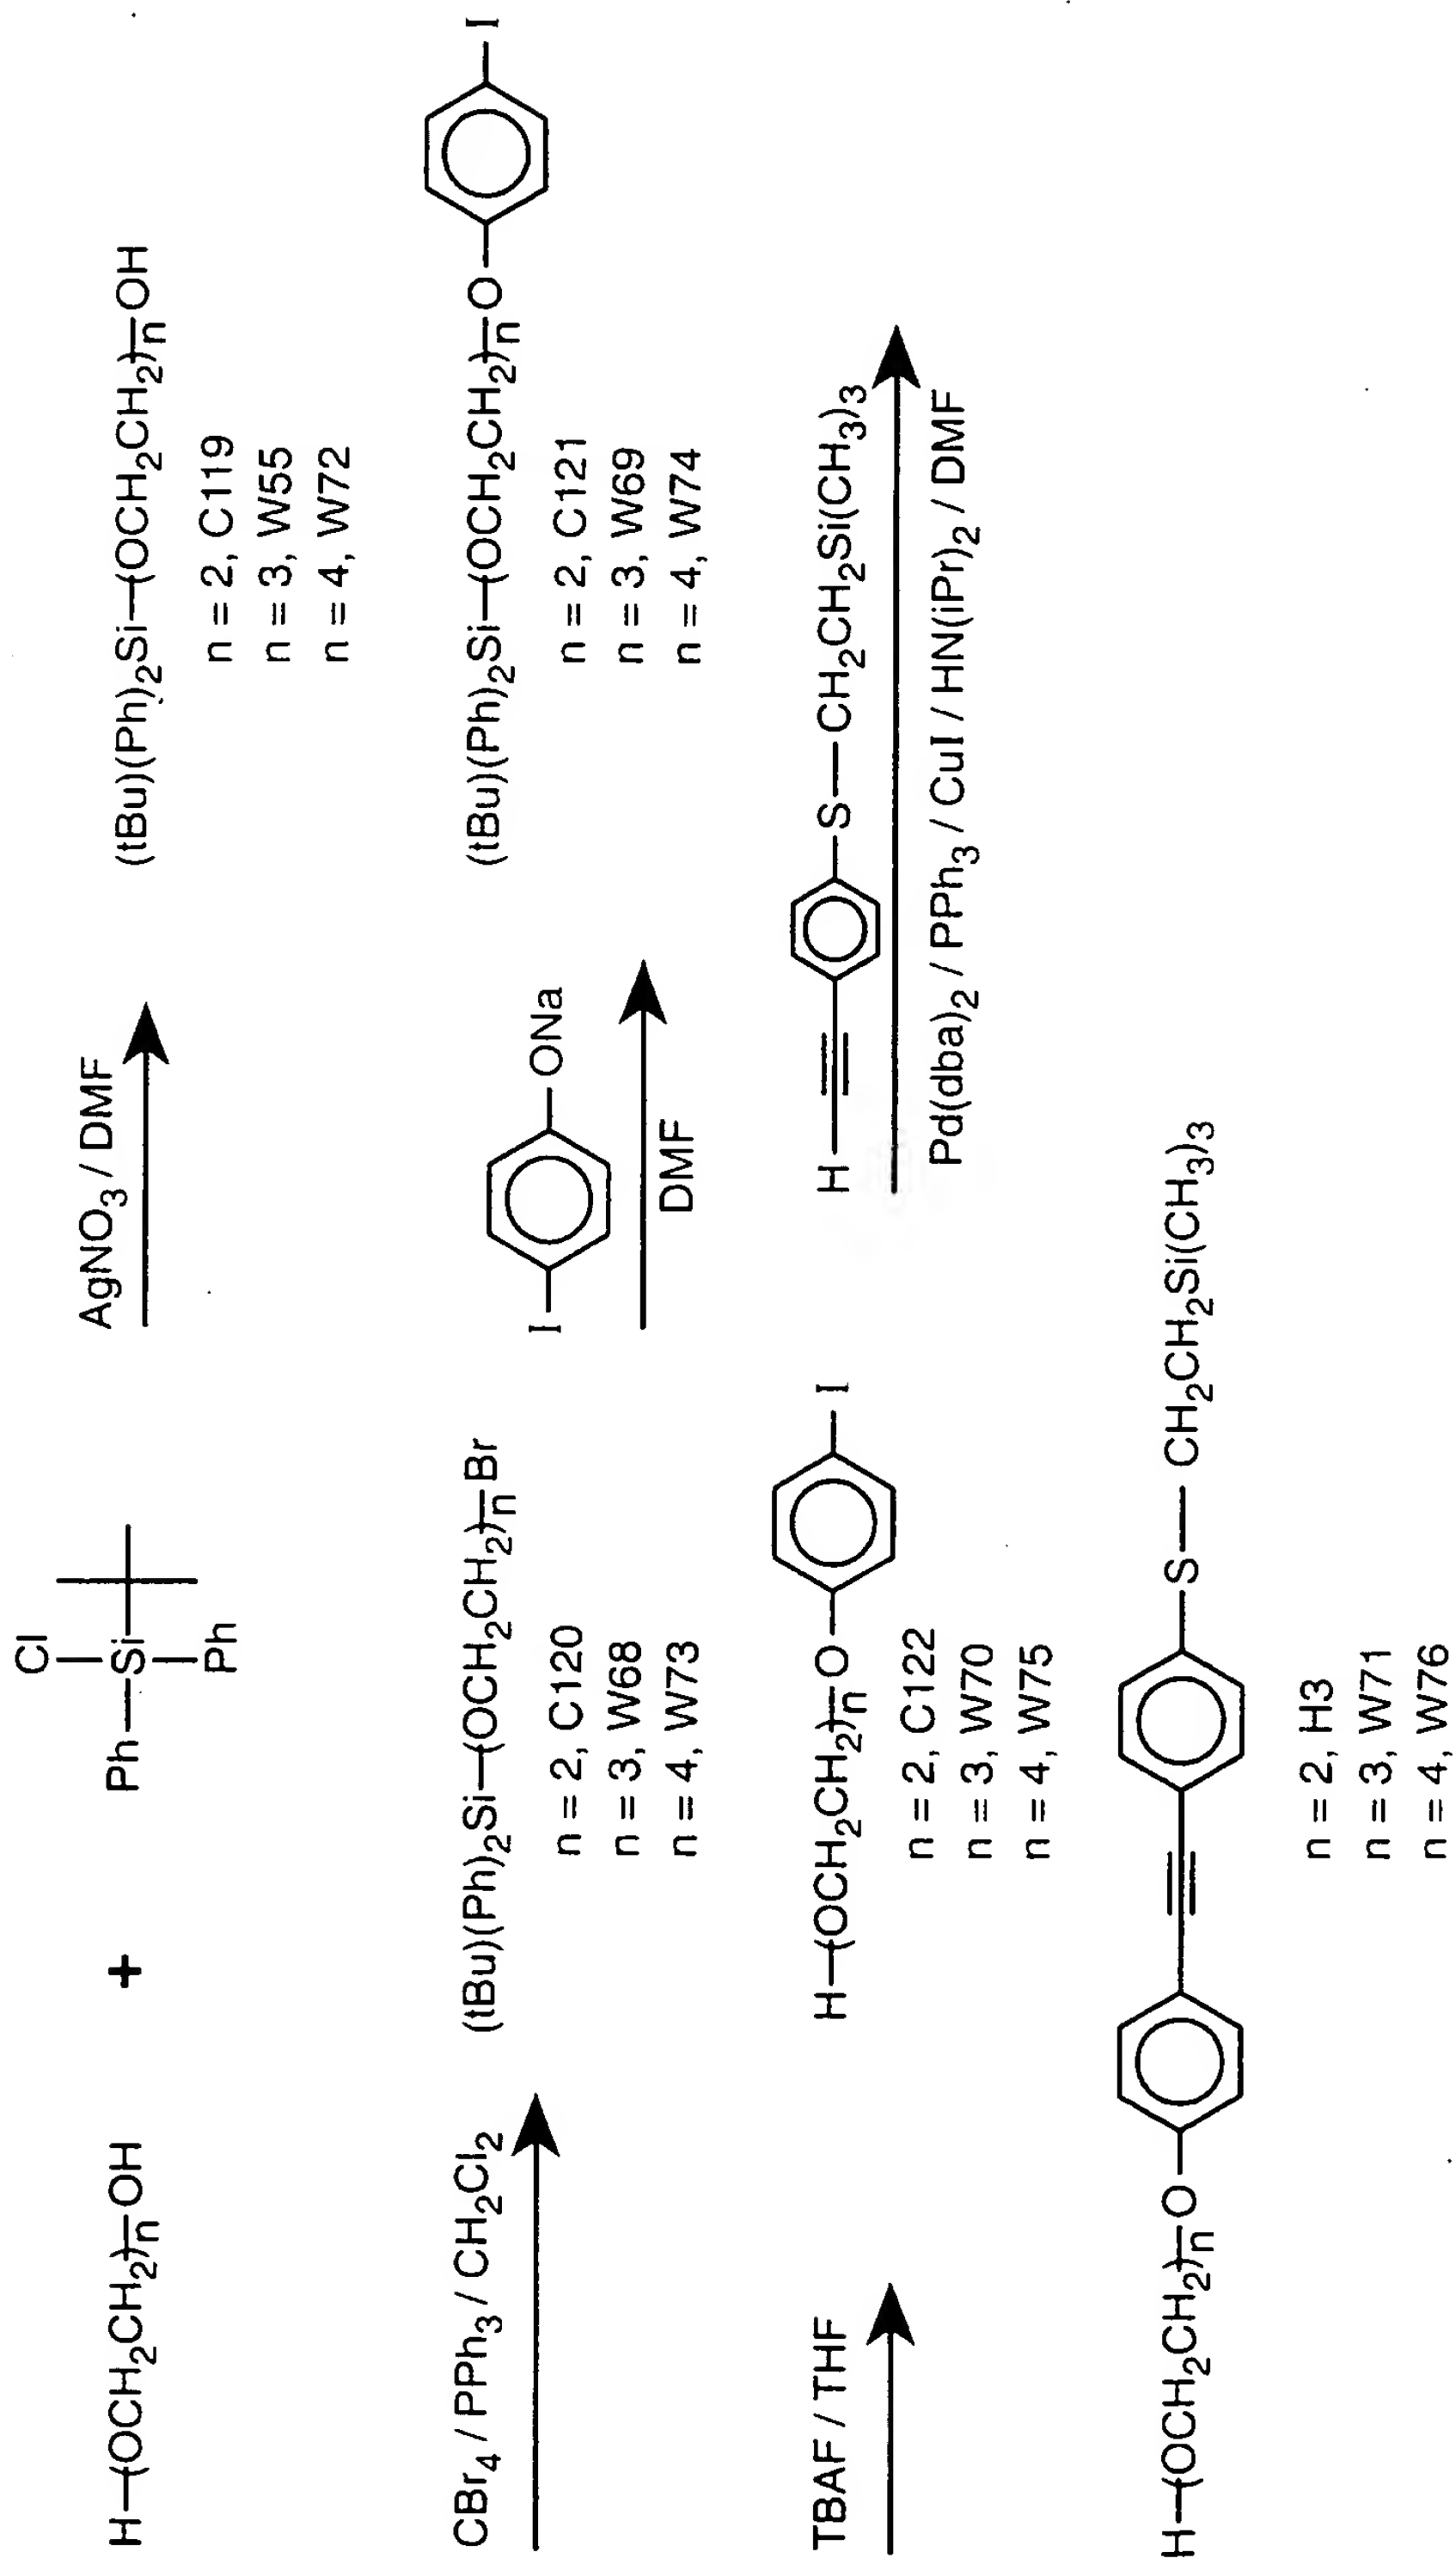 H–(OCH2CH2)n–OH + Ph–Si Cl Ph AgNO3 / DMF (tBu)(Ph)2Si–(OCH2CH2)n–OH
n = 2, C119
n = 3, W55
n = 4, W72
CBr4 / PPh3 / CH2Cl2 (tBu)(Ph)2Si–(OCH2CH2)n–Br I ONa DMF (tBu)(Ph)2Si–(OCH2CH2)n–O I
n = 2, C120
n = 3, W68
n = 4, W73
n = 2, C121
n = 3, W69
n = 4, W74
TBAF / THF H–(OCH2CH2)n–O I H S–CH2CH2Si(CH3)3
Pd(dba)2 / PPh3 / CuI / HN(iPr)2 / DMF
n = 2, C122
n = 3, W70
n = 4, W75
H–(OCH2CH2)n–O S–CH2CH2Si(CH3)3
n = 2, H3
n = 3, W71
n = 4, W76